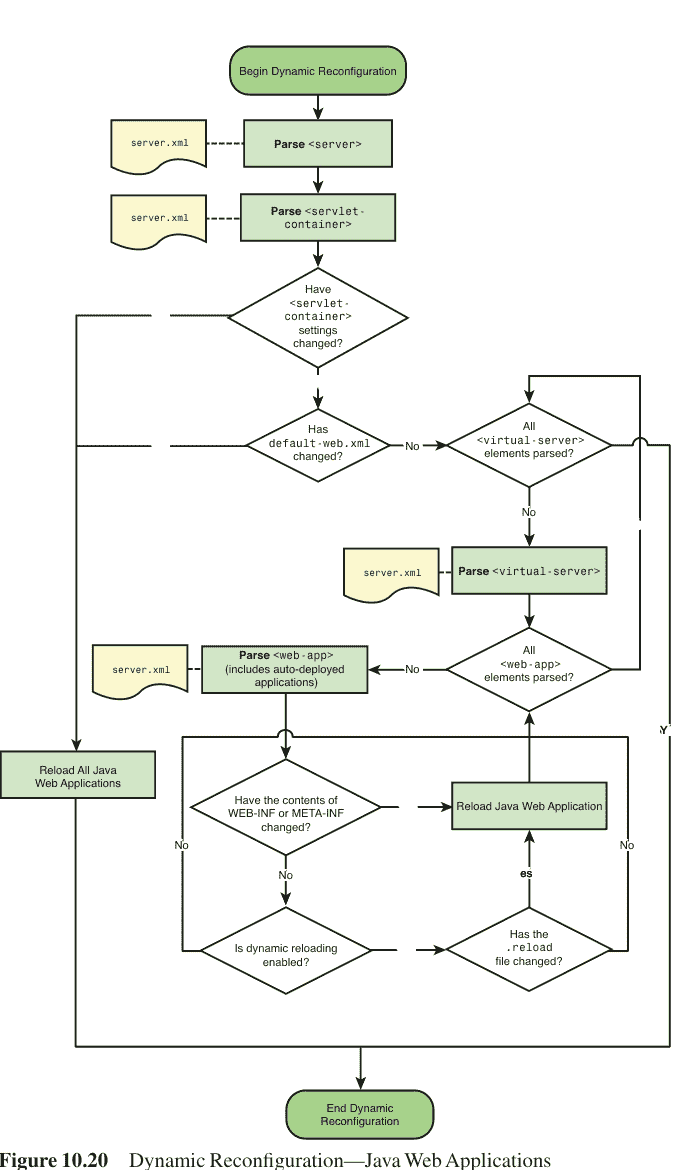 Begin Dynamic Reconfiguration
server.xml
Parse <server>
server.xml
Parse <servlet-
container>
Have
<servlet-
container>
settings
changed?
Has
default-web.xml
changed?
No
All
<virtual-server>
elements parsed?
No
server.xml
Parse <virtual-server>
server.xml
Parse <web-app>
(includes auto-deployed
applications)
No
All
<web-app>
elements parsed?
Y
Reload All Java
Web Applications
Have the contents of
WEB-INF or META-INF
changed?
Reload Java Web Application
No
No
No
es
Is dynamic reloading
enabled?
Has the
.reload
file changed?
End Dynamic
Reconfiguration
Figure 10.20 Dynamic Reconfiguration—Java Web Applications